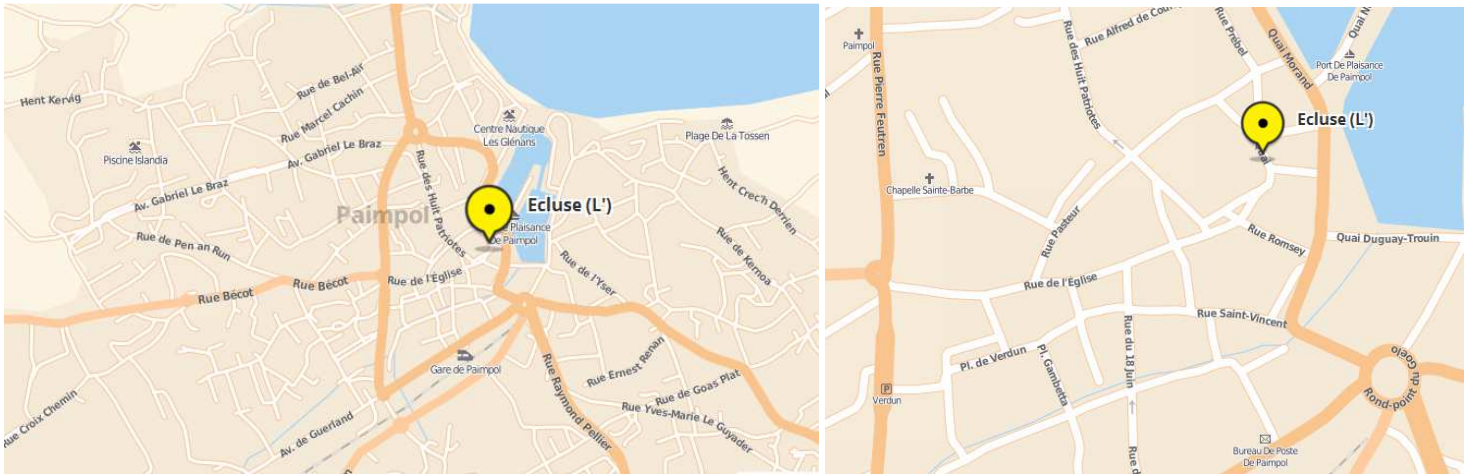 Hent Kervig
Rue de Bel-Air
Rue Marcel Cachin
Piscine Islandia
Av. Gabriel Le Braz
Av. Gabriel Le Braz
Centre Nautique
Les Glénans
Plage De La Tossen
Rue des Huit Patriotes
Hent Crec'h Derrien
Paimpol
Ecluse (L')
Plaisance
De Paimpol
Rue de Pen an Run
Rue de Kernoa
Rue de l'Eglise
Rue de l'Yser
Rue Bécot
Rue Bécot
Gare de Paimpol
Rue Ernest Renan
Rue de Goas Plat
Rue Croix Chemin
Av. de Guerland
Rue Raymond Pellier
Rue Yves-Marie Le Guyader
Paimpol
Rue Pierre Feutren
Rue des Huit Patriotes
Rue Alfred de Cour
Rue Prébel
Quai Morand
Quai N
Port De Plaisance
De Paimpol
Ecluse (L')
Chapelle Sainte-Barbe
Rue Pasteur
Rue Romsey
Quai Duguay-Trouin
Rue de l'Eglise
Rue Saint-Vincent
Pl. de Verdun
Pl. Gambetta
Rue du 18 Juin
Verdun
Rond-point du Goëlo
Bureau De Poste
De Paimpol
Rue d